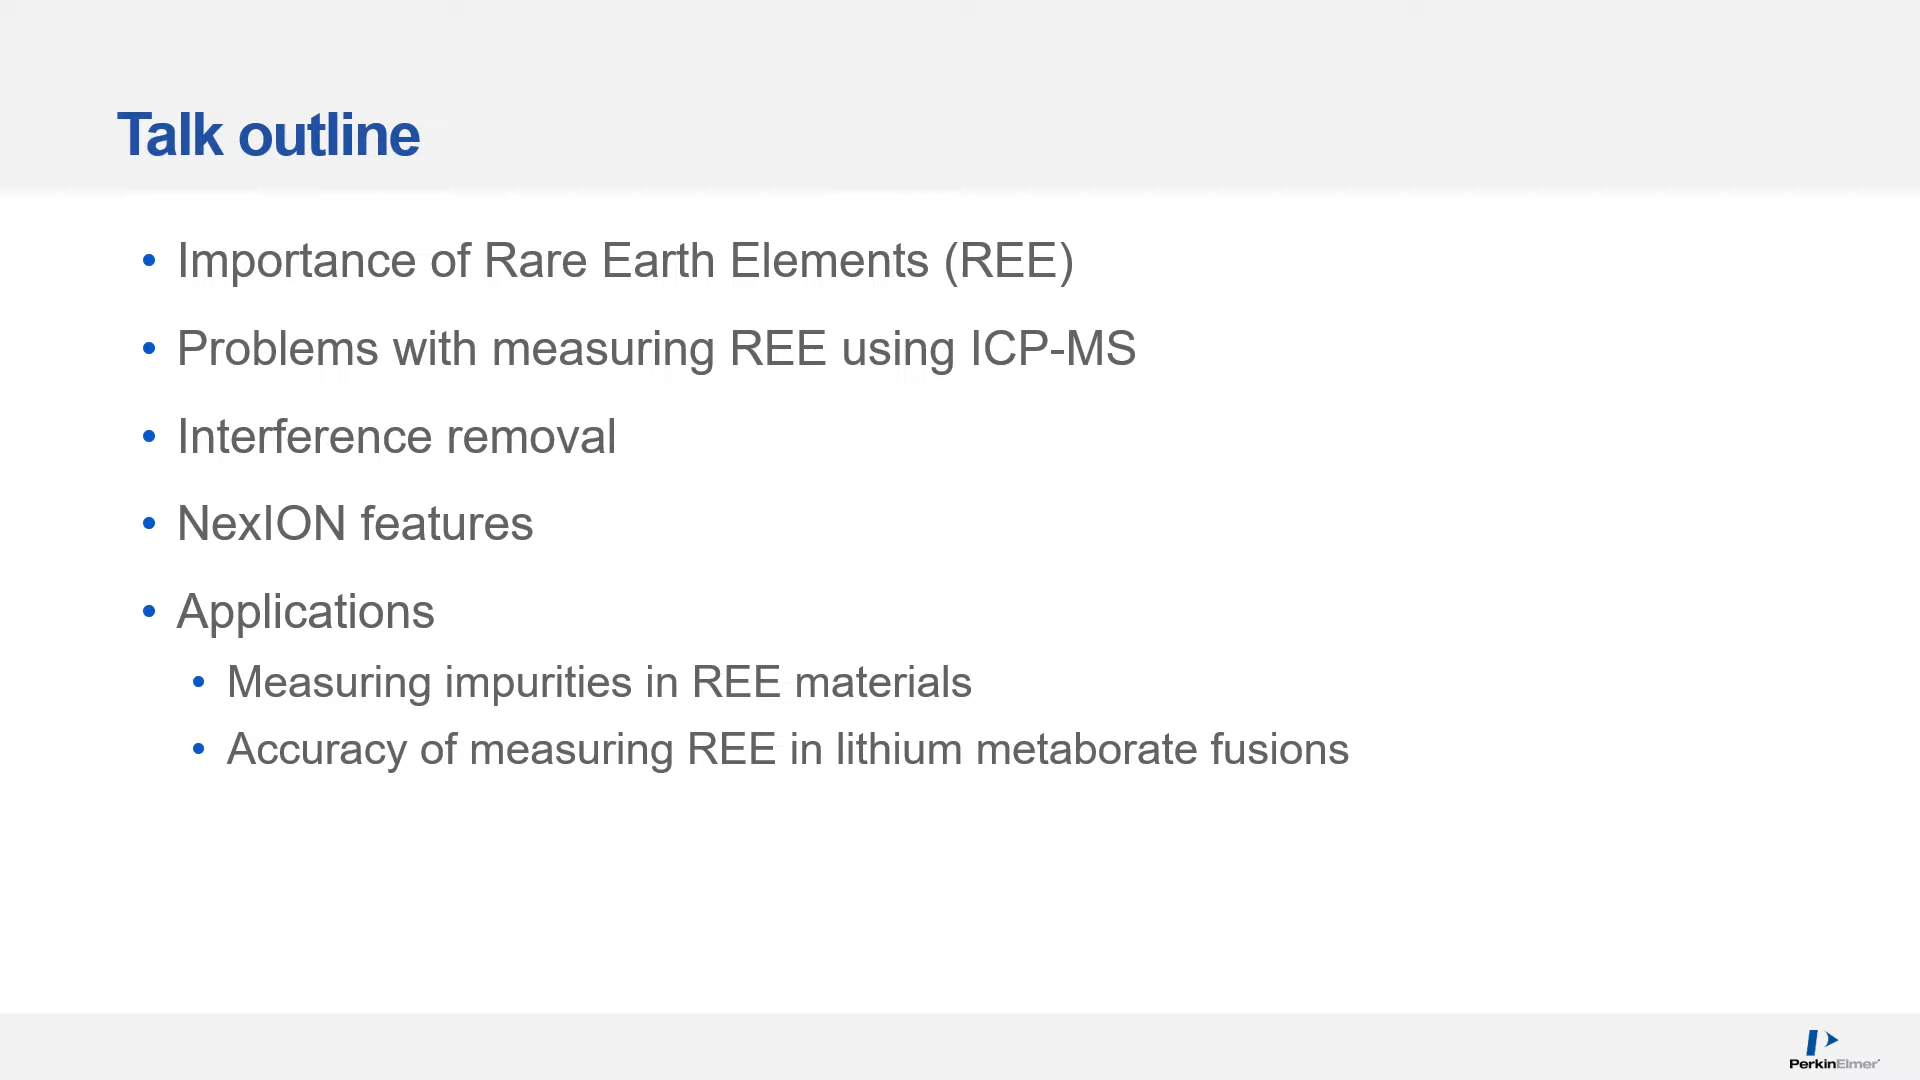 Talk outline
• Importance of Rare Earth Elements (REE)
• Problems with measuring REE using ICP-MS
• Interference removal
• NexION features
• Applications
• Measuring impurities in REE materials
• Accuracy of measuring REE in lithium metaborate fusions
PerkinElmer